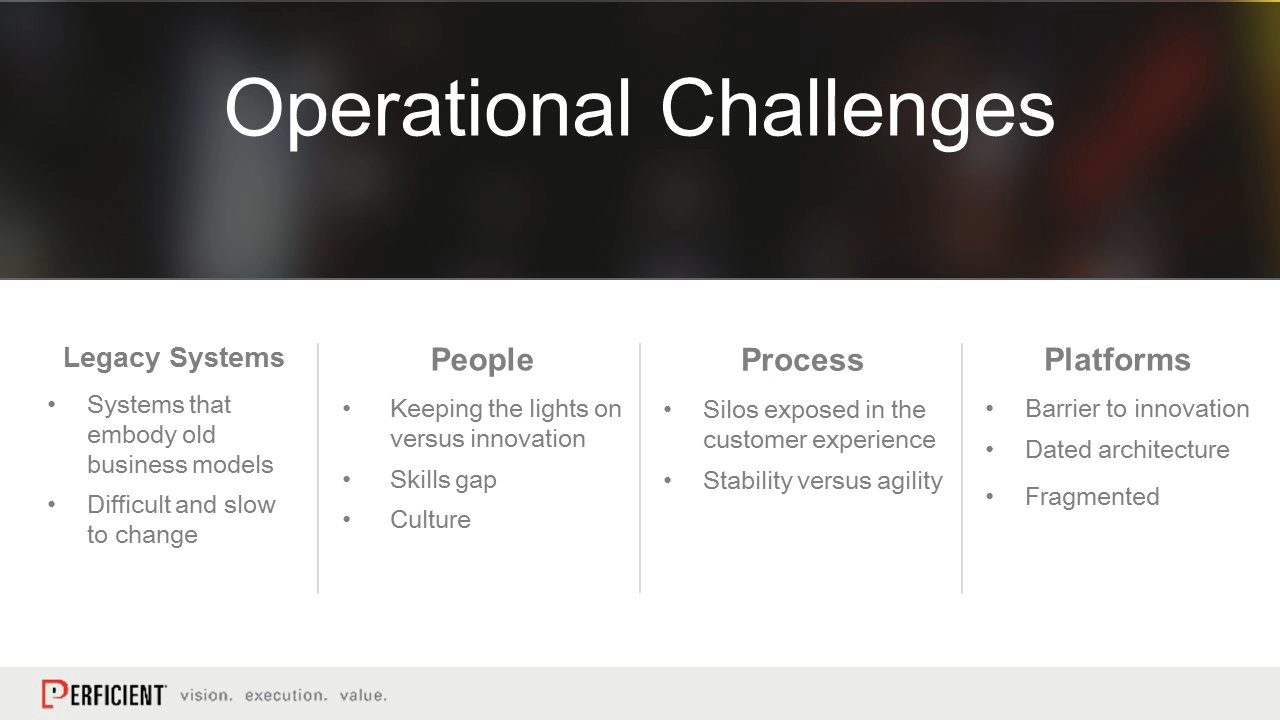 Operational Challenges
Legacy Systems
• Systems that
embody old
business models
• Difficult and slow
to change
People
• Keeping the lights on
versus innovation
• Skills gap
• Culture
Process
• Silos exposed in the
customer experience
• Stability versus agility
Platforms
• Barrier to innovation
• Dated architecture
• Fragmented
PERFICIENT vision. execution. value.